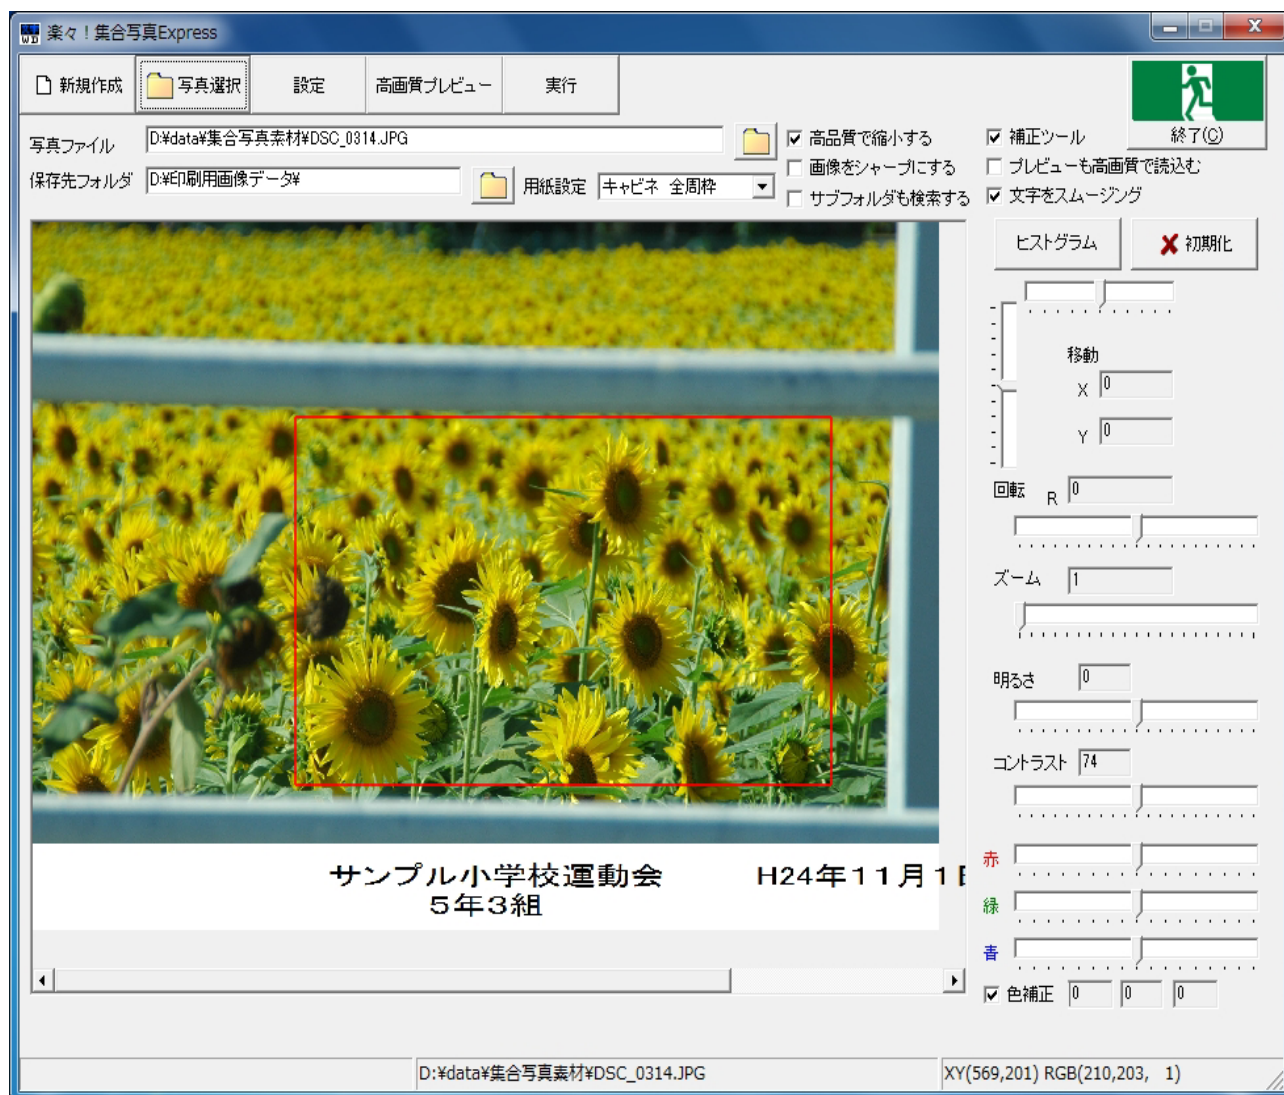 楽々！集合写真Express
新規作成 写真選択 設定 高画質プレビュー 実行
終了(C)
写真ファイル D:¥data¥集合写真素材¥DSC_0314.JPG
保存先フォルダ D:¥印刷用画像データ¥ 用紙設定 キャビネ 全周枠
高品質で縮小する
画像をシャープにする
サブフォルダも検索する
補正ツール
プレビューも高画質で読込む
文字をスムージング
ヒストグラム 初期化
移動
X 0
Y 0
回転 R 0
ズーム 1
明るさ 0
コントラスト 74
赤
緑
青
色補正 0 0 0
サンプル小学校運動会 H24年11月1日
5年3組
D:¥data¥集合写真素材¥DSC_0314.JPG XY(569,201) RGB(210,203, 1)